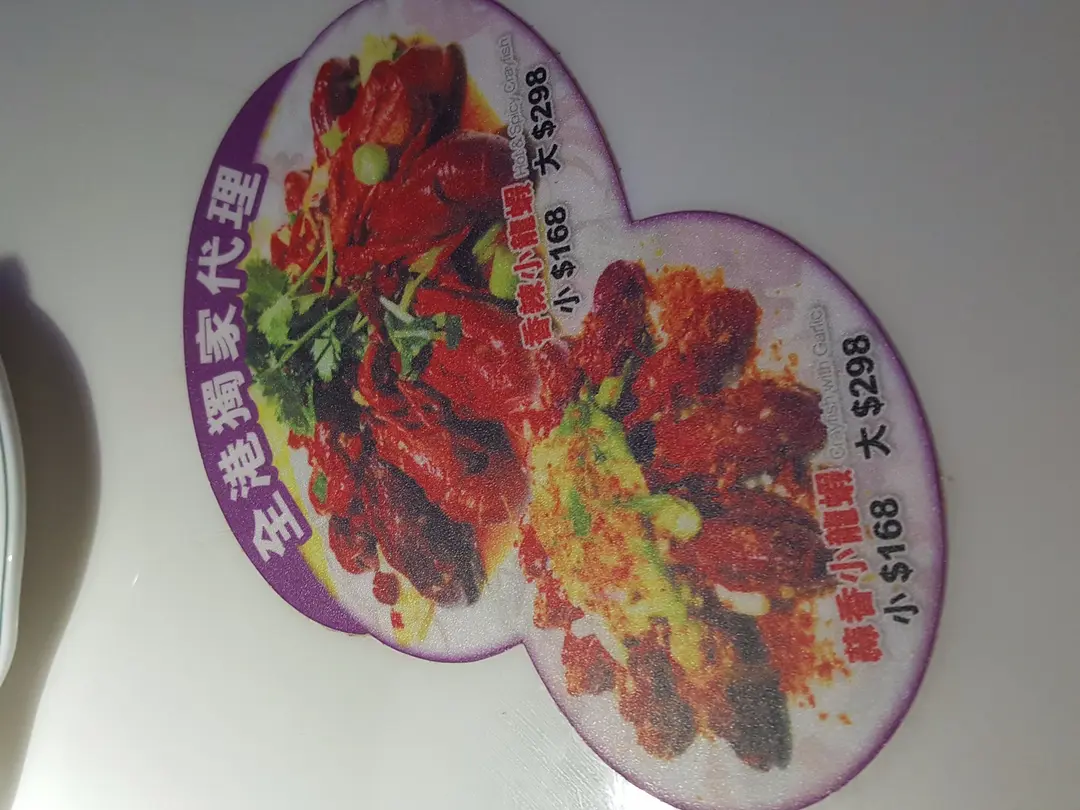 全港獨家代理
香辣小龍蝦 Hot & Spicy Crayfish
小 $168 大 $298
蒜香小龍蝦 Crayfish with Garlic
小 $168 大 $298